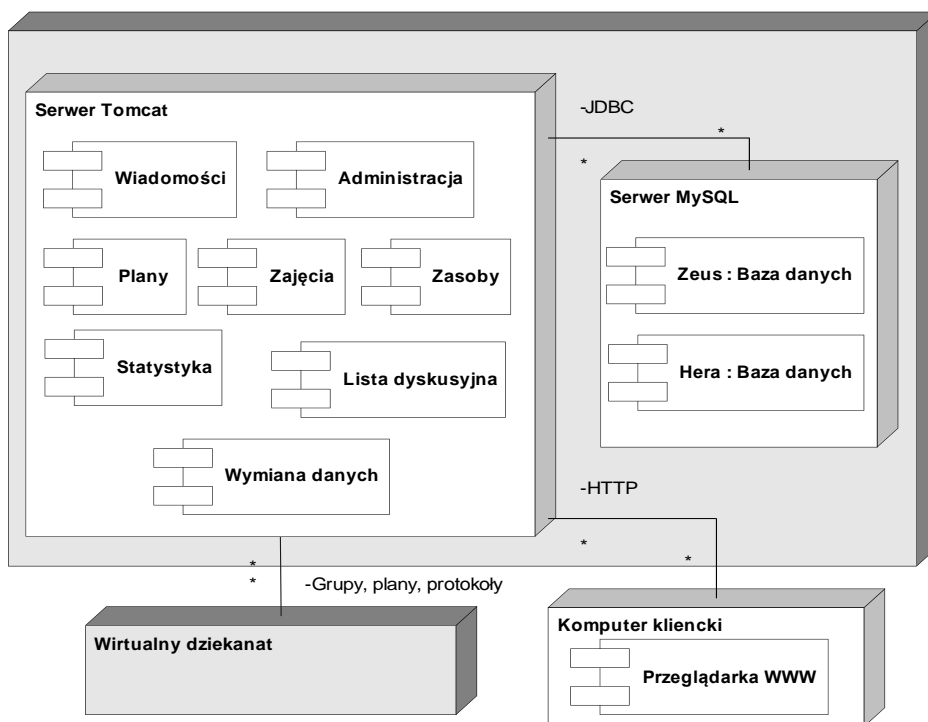 Serwer Tomcat
Wiadomości
Administracja
Plany
Zajęcia
Zasoby
Statystyka
Lista dyskusyjna
Wymiana danych
-JDBC
*
*
Serwer MySQL
Zeus : Baza danych
Hera : Baza danych
-HTTP
*
*
*
*
-Grupy, plany, protokoły
Wirtualny dziekanat
Komputer kliencki
Przeglądarka WWW